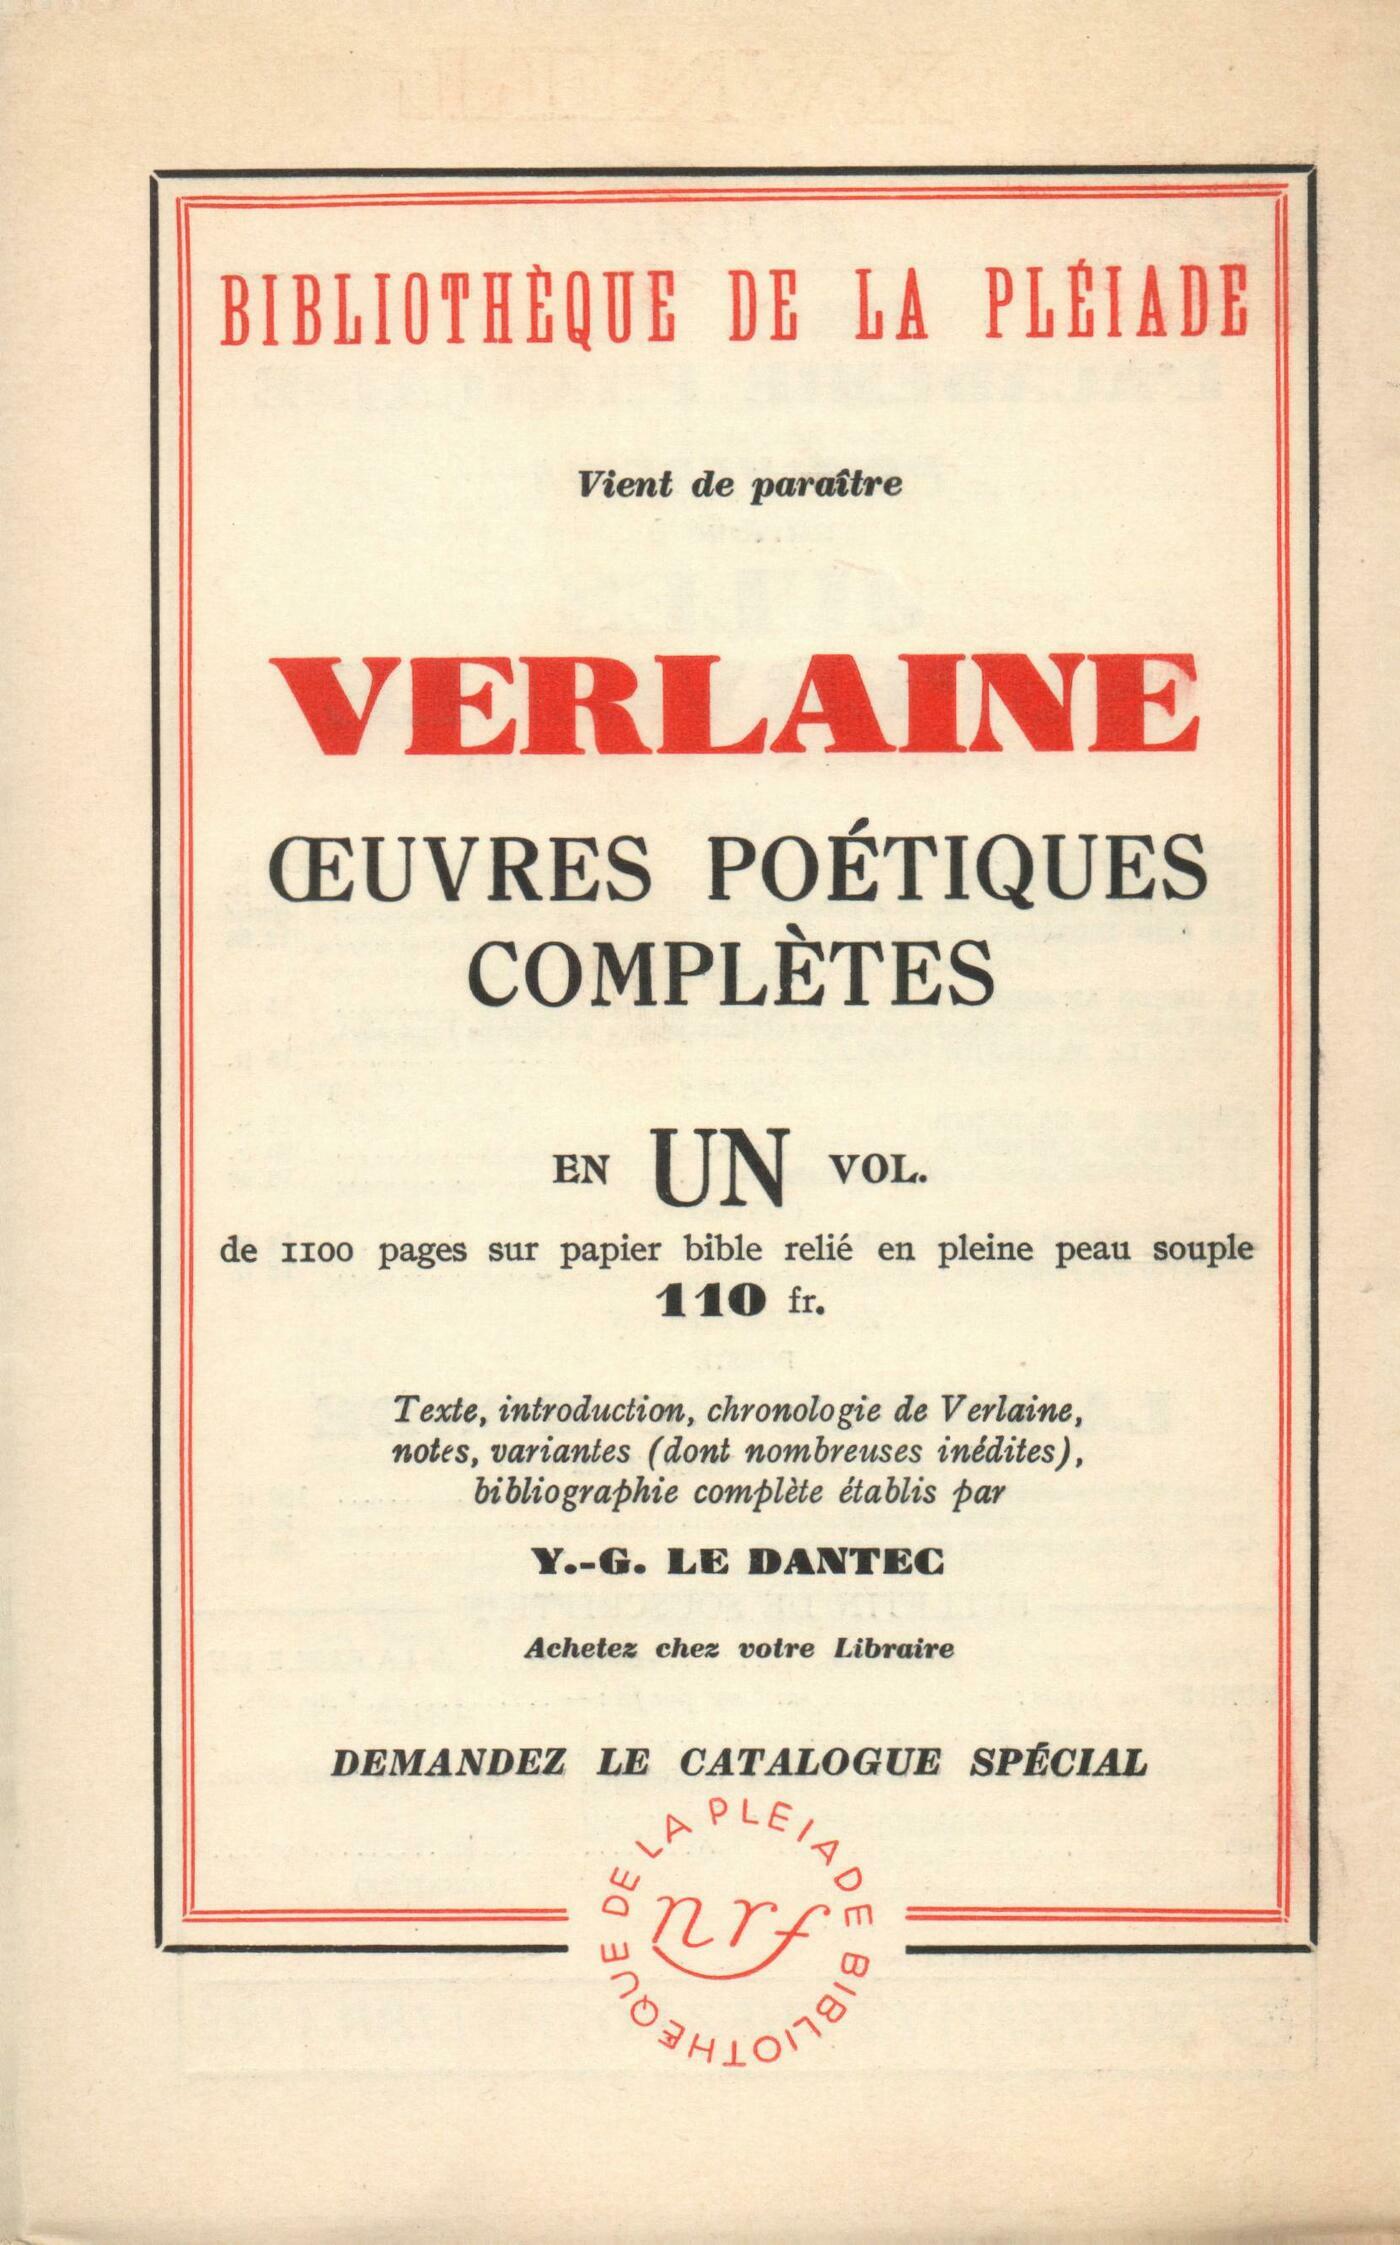 BIBLIOTHÈQUE DE LA PLÉIADE
Vient de paraître
VERLAINE
ŒUVRES POÉTIQUES
COMPLÈTES
EN UN VOL.
de 1100 pages sur papier bible relié en pleine peau souple
110 fr.
Texte, introduction, chronologie de Verlaine,
notes, variantes (dont nombreuses inédites),
bibliographie complète établis par
Y.-G. LE DANTEC
Achetez chez votre Libraire
DEMANDEZ LE CATALOGUE SPÉCIAL
BIBLIOTHEQUE DE LA PLEIADE
nrf